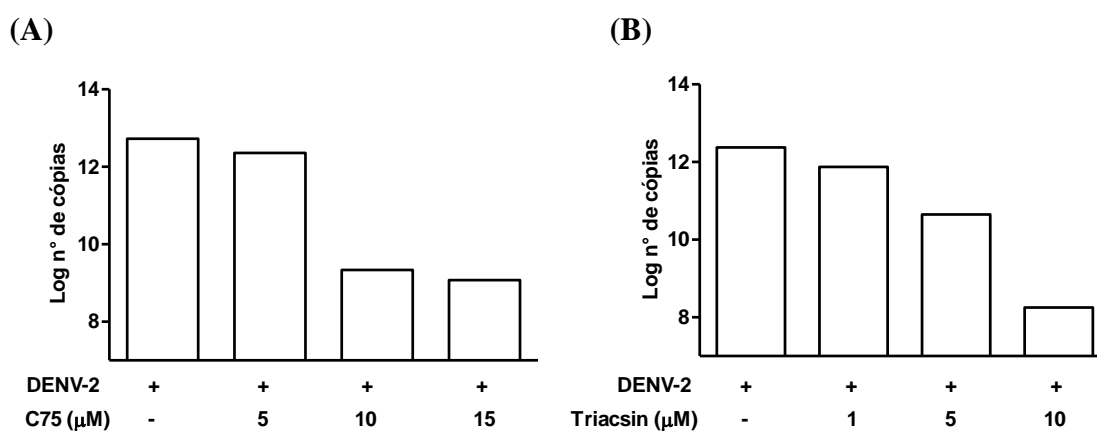 (A)
14
12
10
8
Log n° de cópias
DENV-2 + + + +
C75 (μM) - 5 10 15
(B)
14
12
10
8
Log n° de cópias
DENV-2 + + + +
Triacsin (μM) - 1 5 10